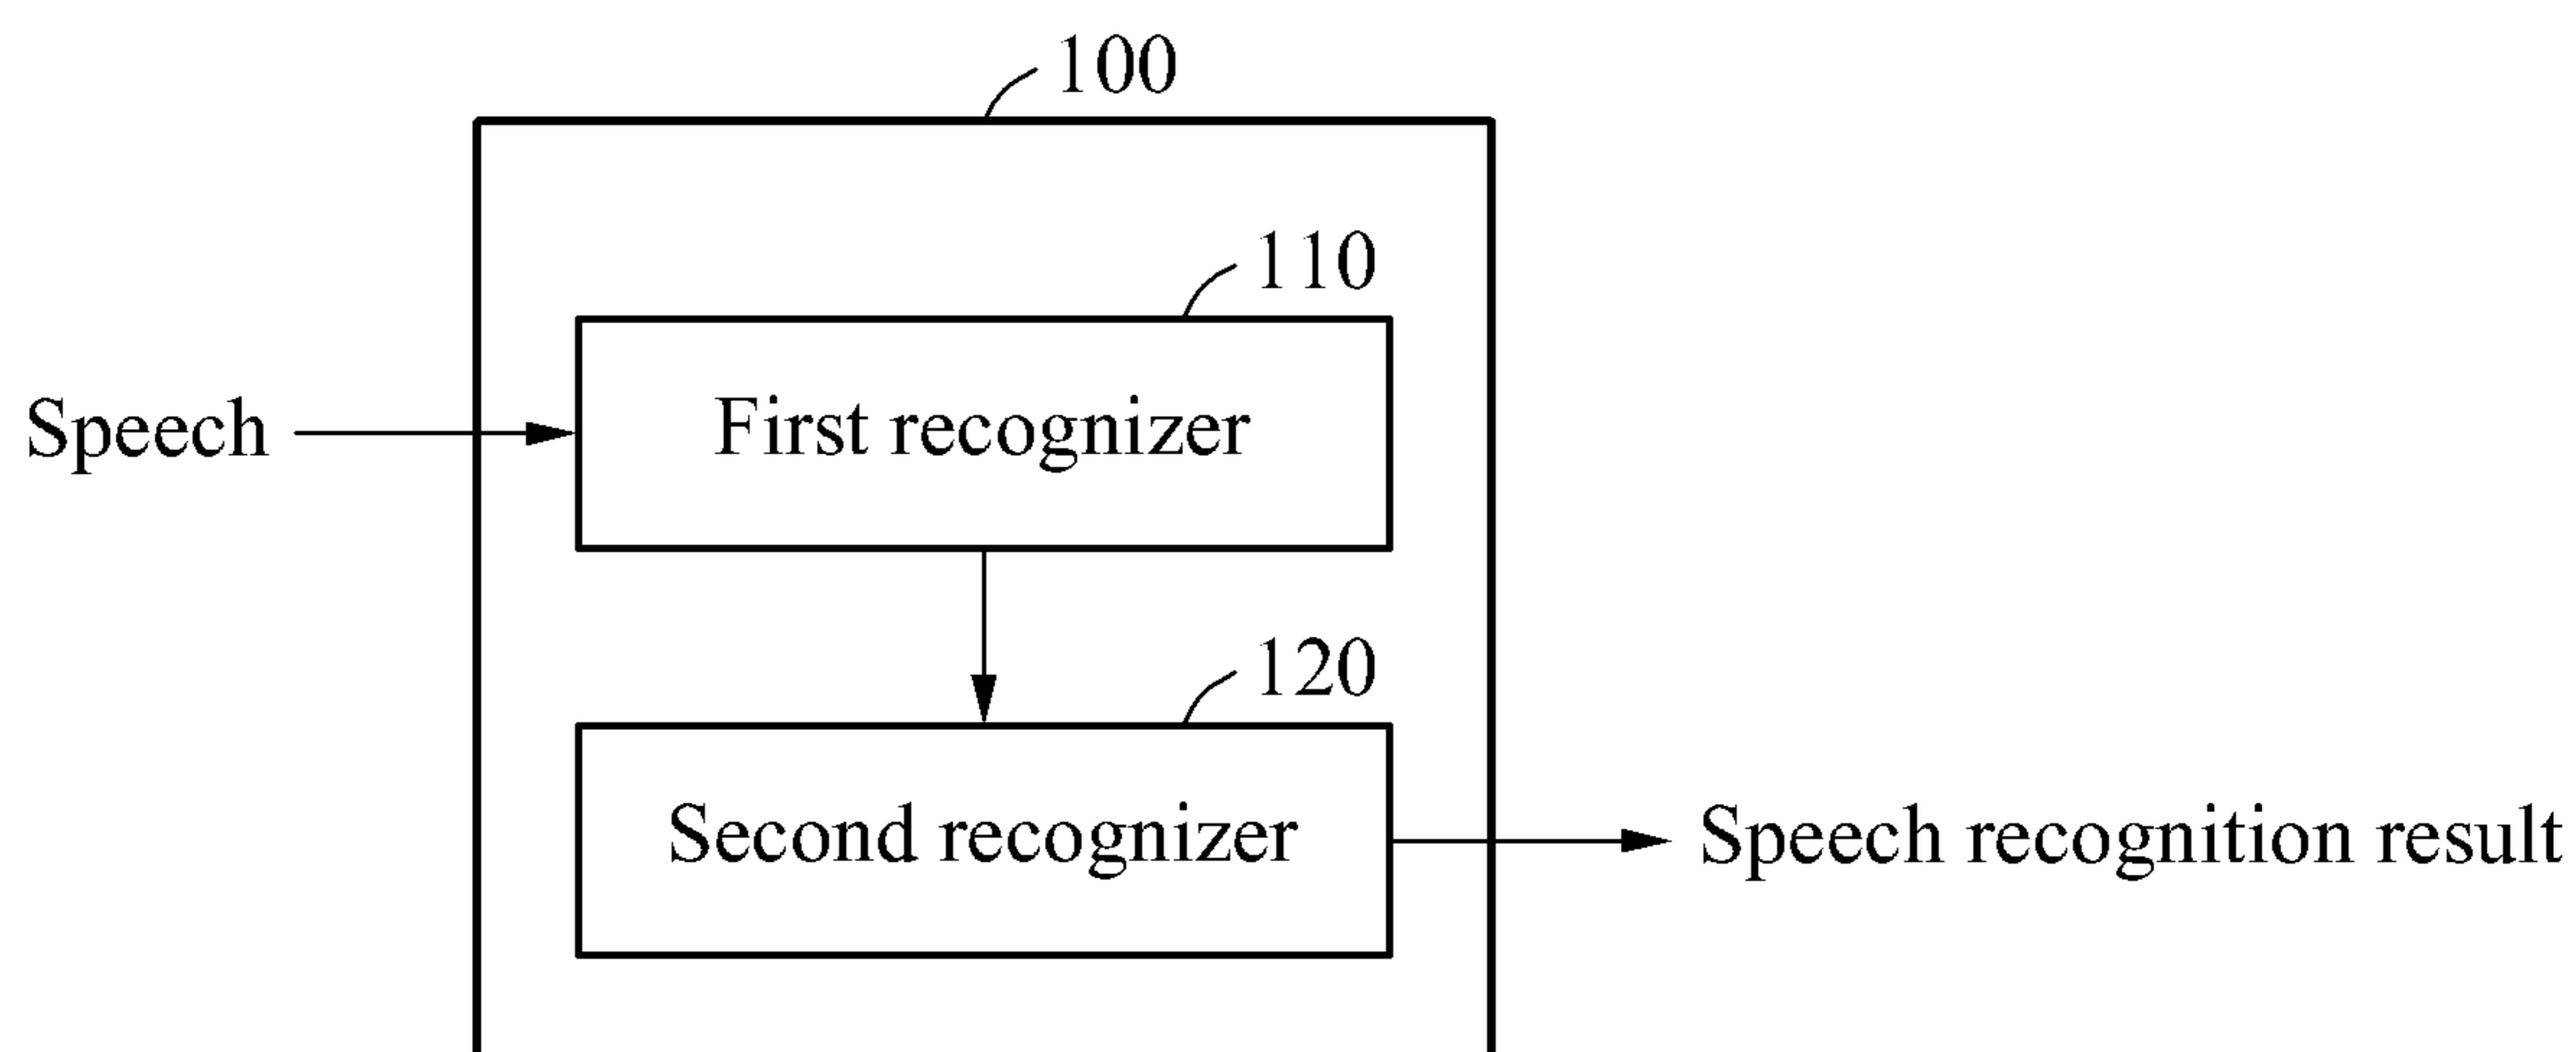 100
110
Speech
First recognizer
120
Second recognizer
Speech recognition result